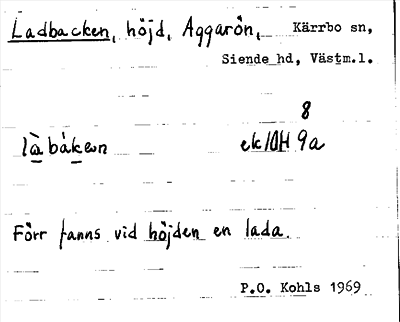 Ladbacken, höjd, Aggarön, Kärrbo sn,
Siende hd, Västm.l.
8
ek10H 9a
Förr fanns vid höjden en lada.
P.O. Kohls 1969